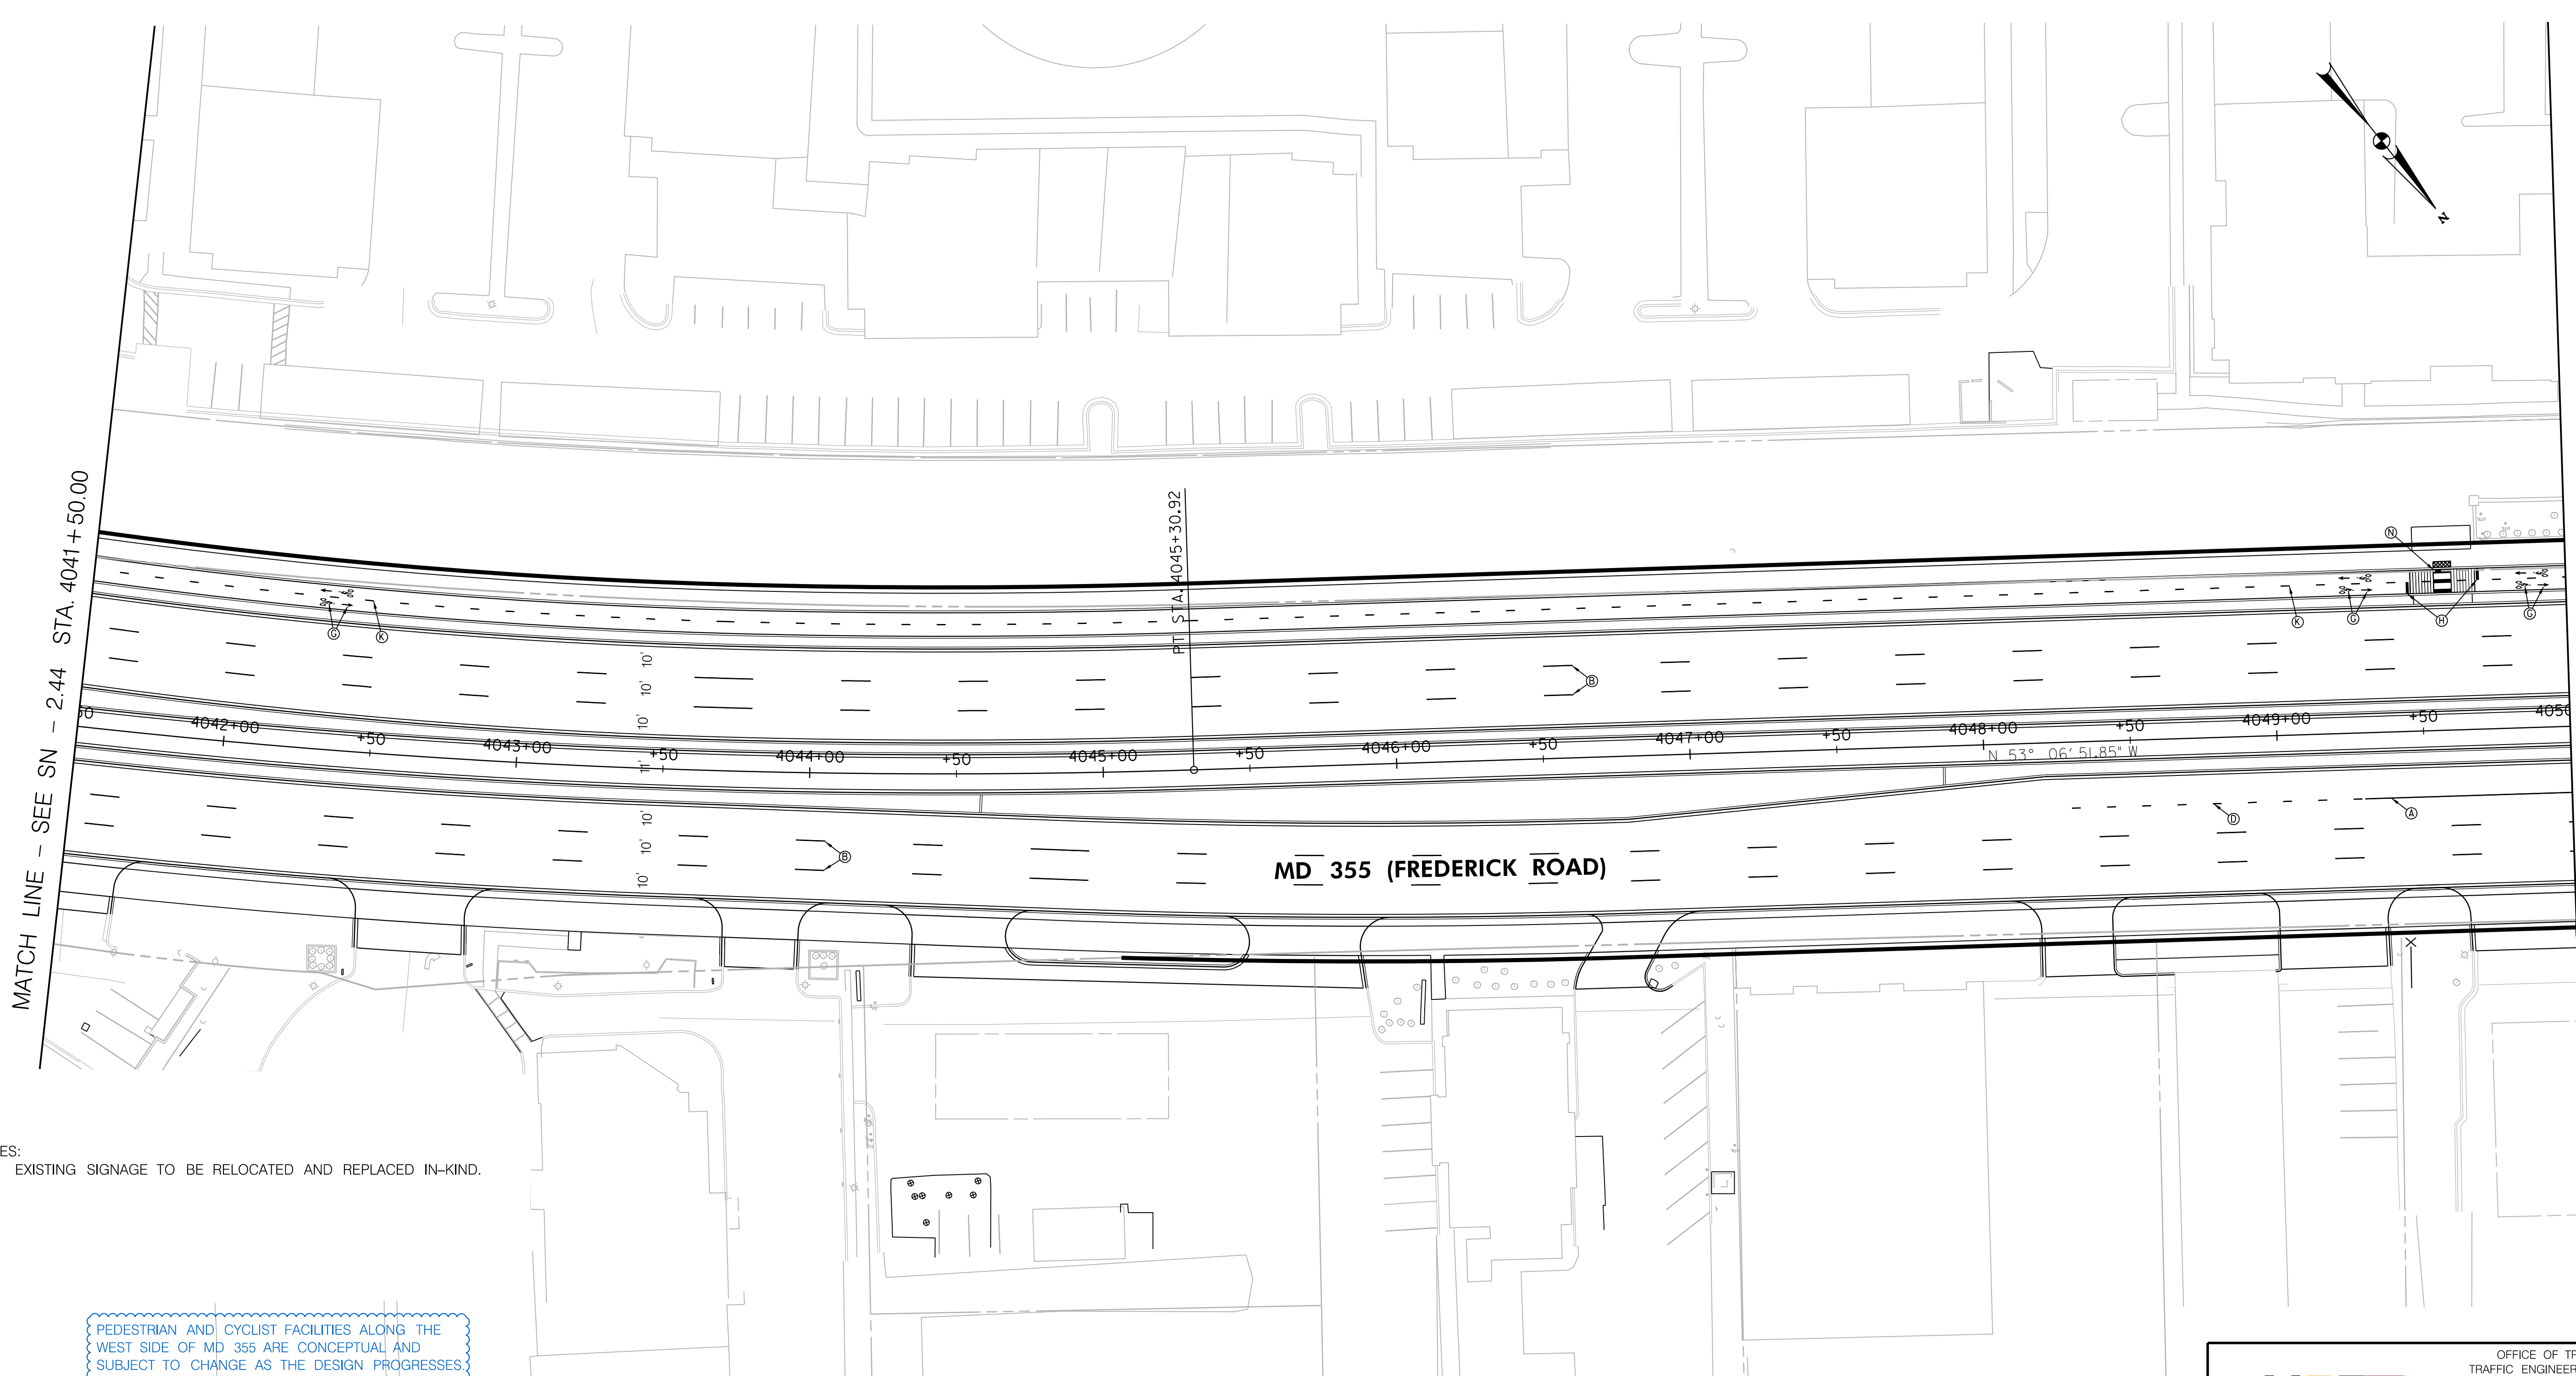 N
MATCH LINE - SEE SN - 2.44 STA. 4041+50.00
PT STA. 4045+30.92
N
G
K
K
G
H
G
10'
10'
10'
B
50
4042+00
+50
4043+00
+50
4044+00
+50
4045+00
+50
4046+00
+50
4047+00
+50
4048+00
+50
4049+00
+50
4050
N 53° 06' 51.85" W
11'
10'
10'
10'
B
D
A
MD 355 (FREDERICK ROAD)
ES:
EXISTING SIGNAGE TO BE RELOCATED AND REPLACED IN-KIND.
PEDESTRIAN AND CYCLIST FACILITIES ALONG THE
WEST SIDE OF MD 355 ARE CONCEPTUAL AND
SUBJECT TO CHANGE AS THE DESIGN PROGRESSES.
OFFICE OF TR
TRAFFIC ENGINEER